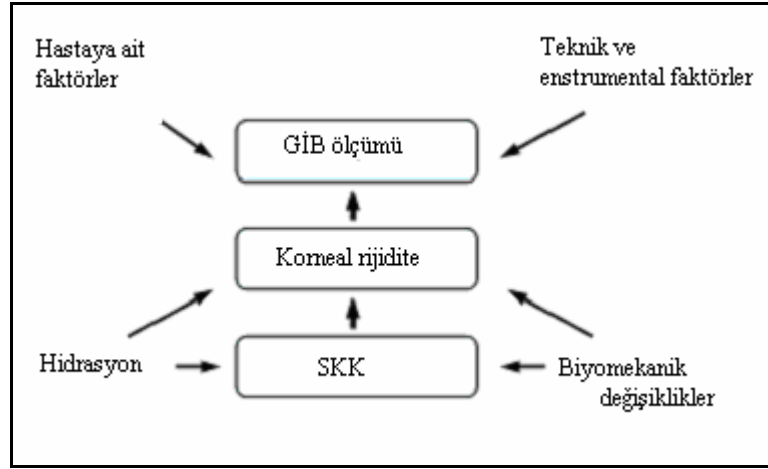 Hastaya ait
faktörler
Teknik ve
enstrumental faktörler
GİB ölçümü
Korneal rijidite
Hidrasyon
SKK
Biyomekanik
değişiklikler